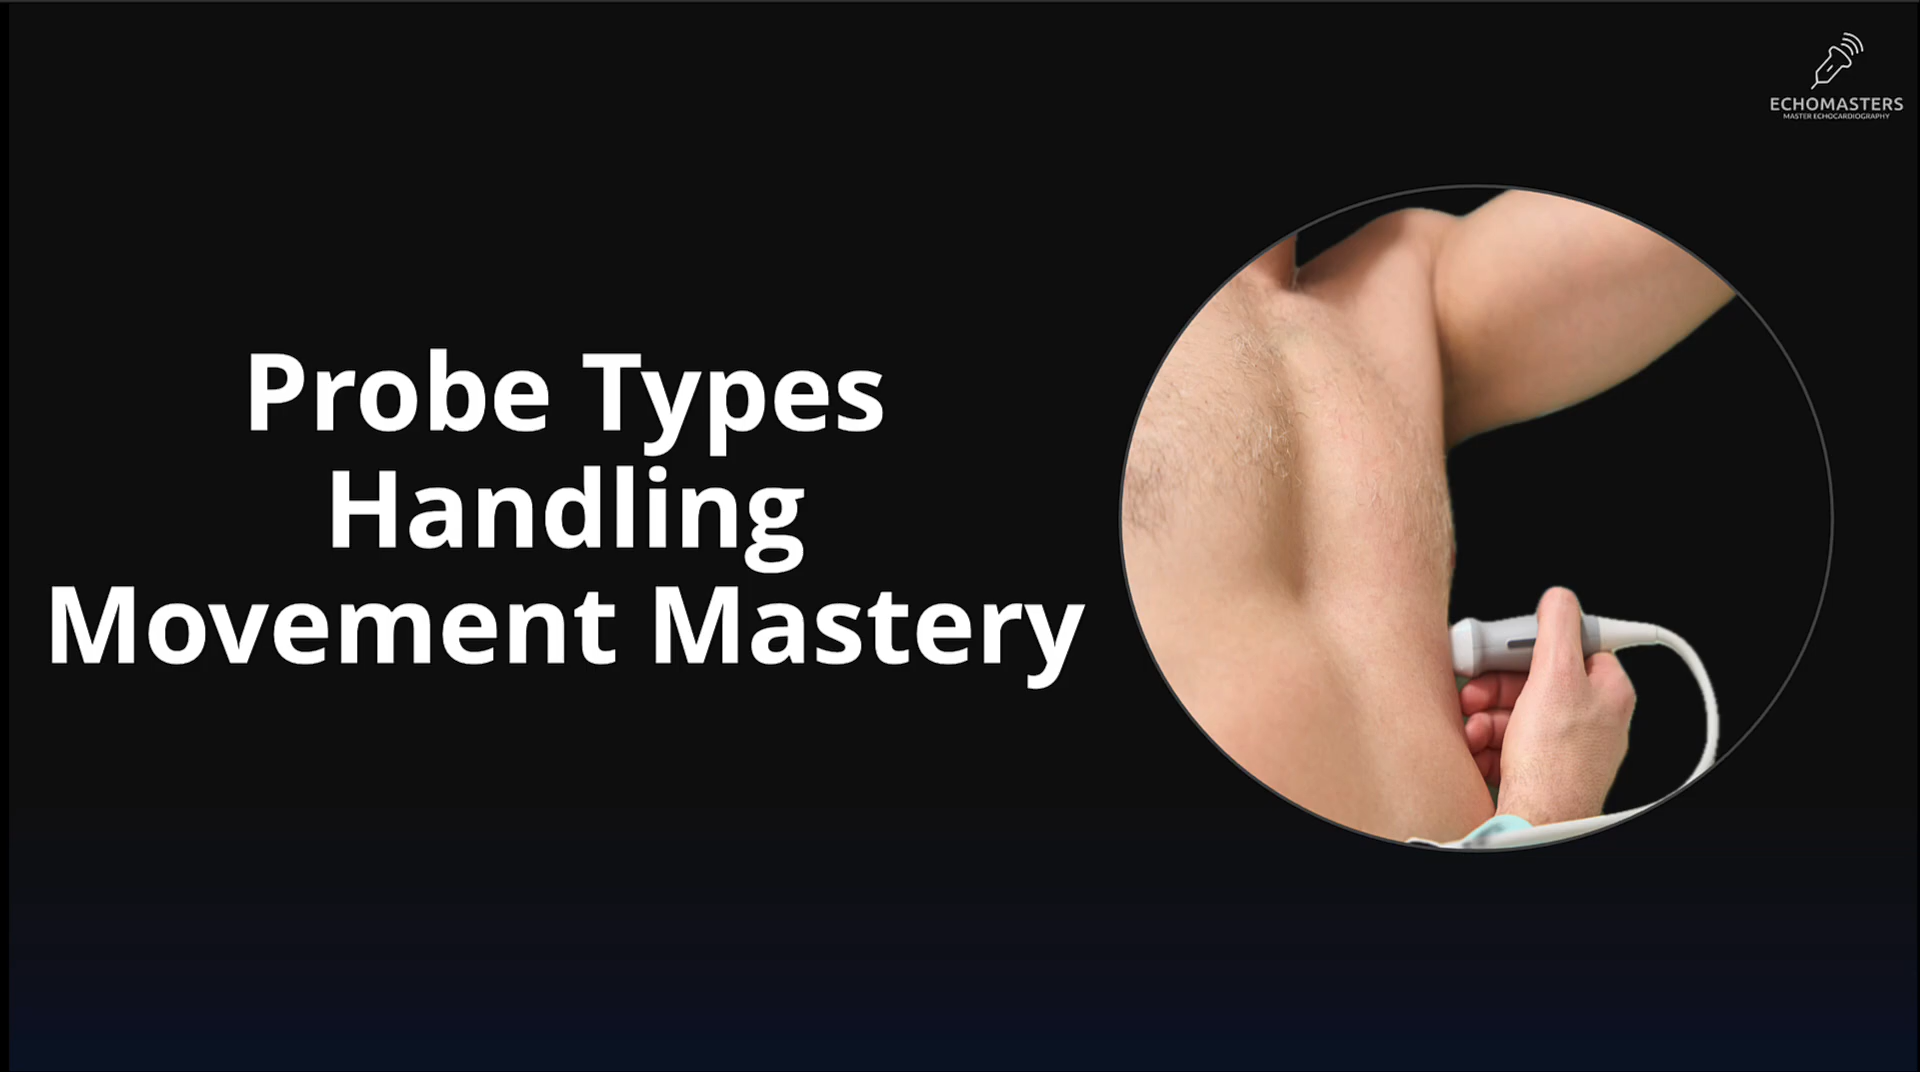 ECHOMASTERS
MASTER ECHOCARDIOGRAPHY
Probe Types
Handling
Movement Mastery